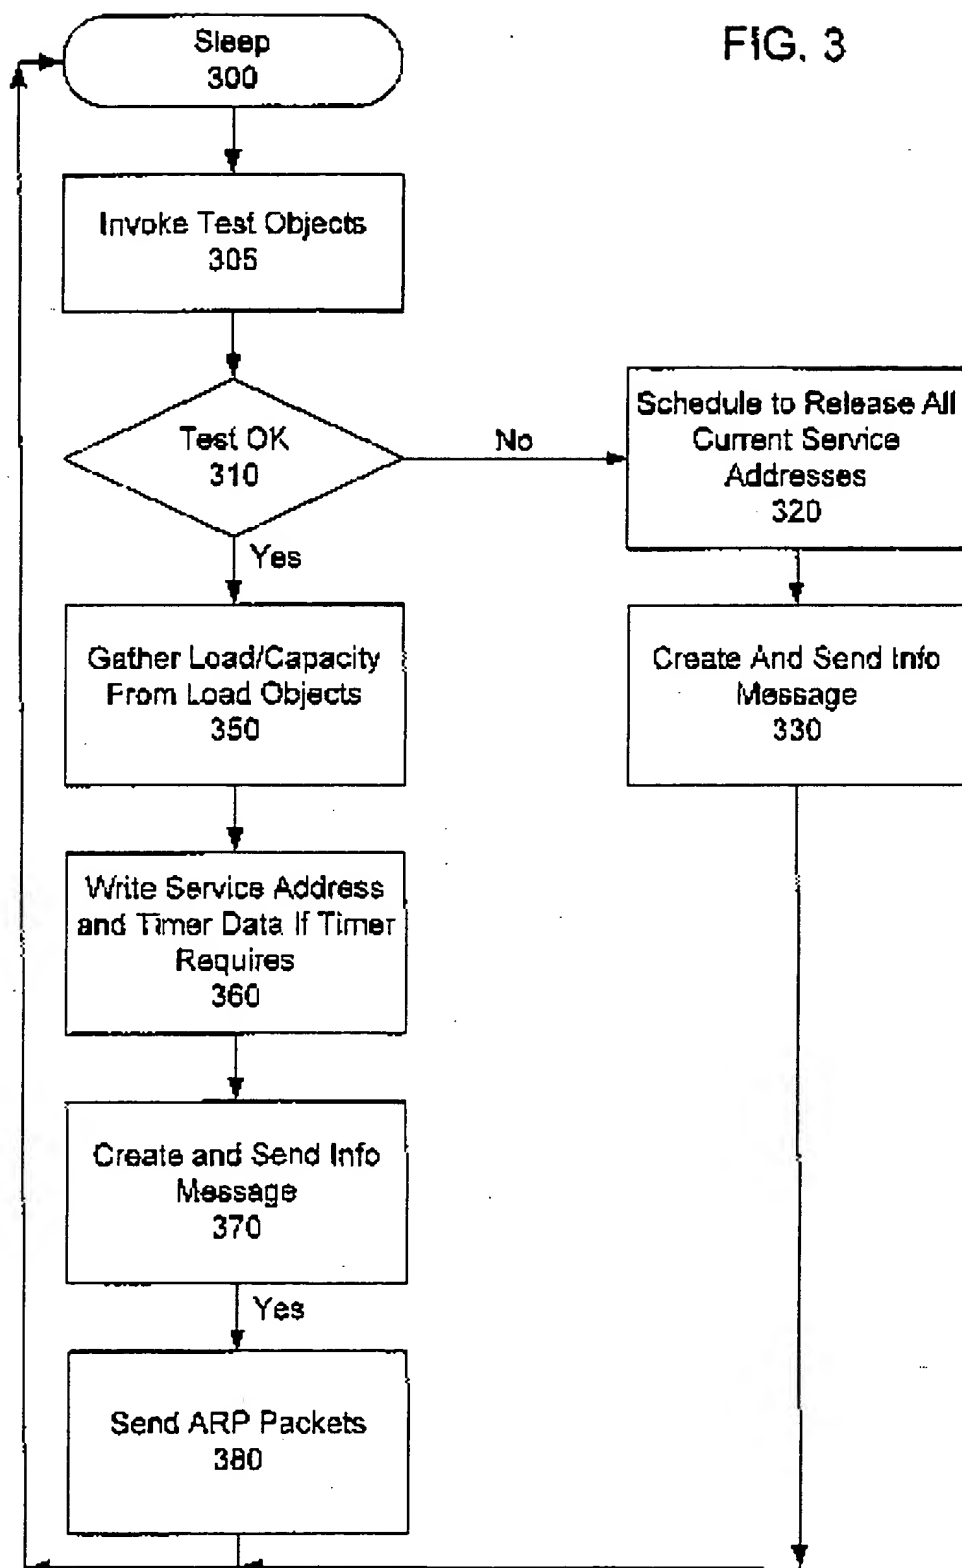 FIG. 3
Sleep
300
Invoke Test Objects
305
Test OK
310
No
Schedule to Release All
Current Service
Addresses
320
Yes
Gather Load/Capacity
From Load Objects
350
Create And Send Info
Message
330
Write Service Address
and Timer Data If Timer
Requires
360
Create and Send Info
Message
370
Yes
Send ARP Packets
380